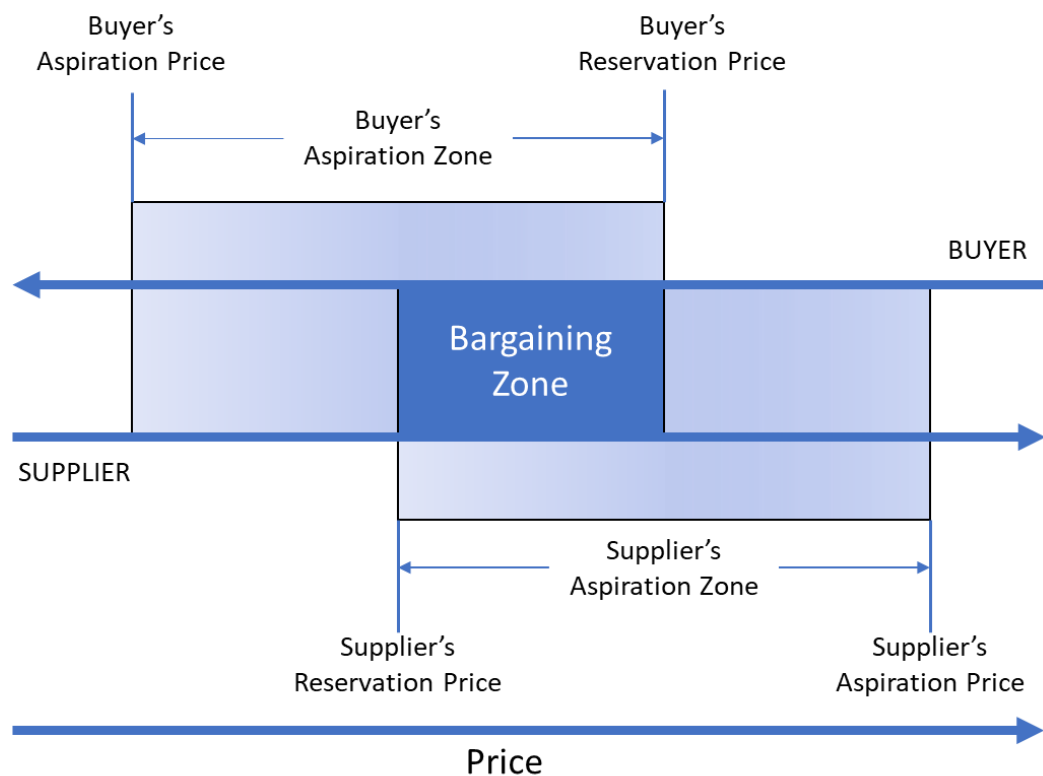 Buyer's
Aspiration Price
Buyer's
Reservation Price
Buyer's
Aspiration Zone
BUYER
Bargaining
Zone
SUPPLIER
Supplier's
Aspiration Zone
Supplier's
Reservation Price
Supplier's
Aspiration Price
Price